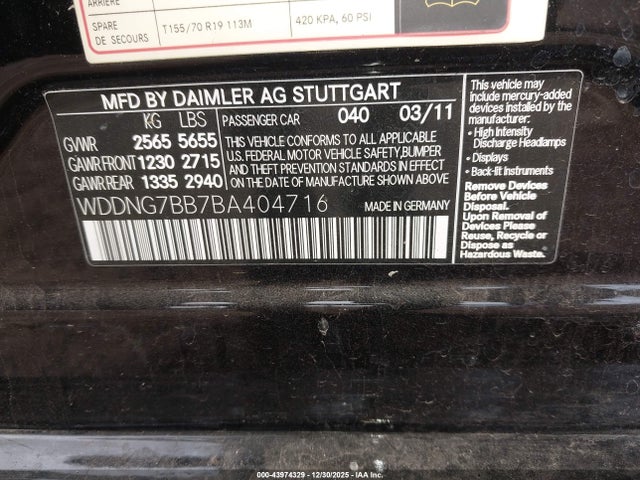 ARRIÈRE
SPARE
DE SECOURS
T155/70 R19 113M
420 KPA, 60 PSI
MFD BY DAIMLER AG STUTTGART
KG LBS
GVWR 2565 5655
GAWR FRONT 1230 2715
GAWR REAR 1335 2940
PASSENGER CAR 040 03/11
THIS VEHICLE CONFORMS TO ALL APPLICABLE
U.S. FEDERAL MOTOR VEHICLE SAFETY, BUMPER
AND THEFT PREVENTION STANDARDS IN EFFECT
ON THE DATE OF MANUFACTURE SHOWN ABOVE
WDDNG7BB7BA404716
MADE IN GERMANY
This vehicle may
include mercury-added
devices installed by the
manufacturer:
• High Intensity
Discharge Headlamps
• Displays
• Back-lit Instruments
Remove Devices
Before Vehicle
Disposal.
Upon Removal of
Devices Please
Reuse, Recycle or
Dispose as
Hazardous Waste.
000-43974329 - 12/30/2025 - IAAI.com